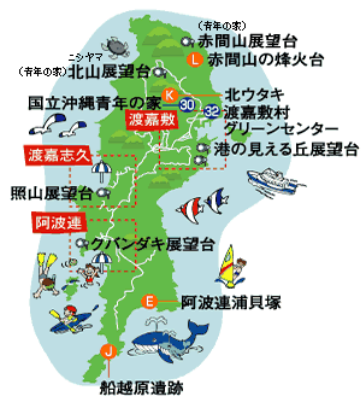 (青年の家)
赤間山展望台
L
赤間山の烽火台
ニシヤマ
(青年の家)
北山展望台
K
北ウタキ
国立沖縄青年の家
30
32
渡嘉敷村
グリーンセンター
渡嘉敷
港の見える丘展望台
渡嘉志久
照山展望台
阿波連
クバンダキ展望台
E
阿波連浦貝塚
J
船越原遺跡